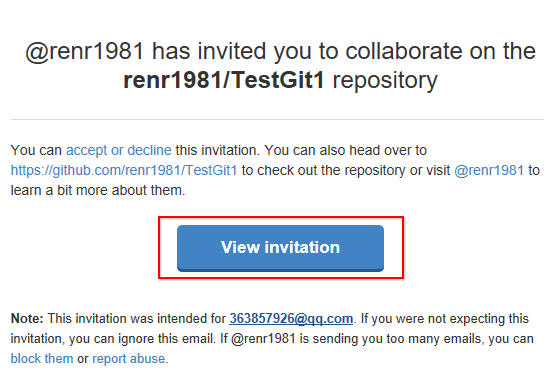 @renr1981 has invited you to collaborate on the
renr1981/TestGit1 repository
You can accept or decline this invitation. You can also head over to
https://github.com/renr1981/TestGit1 to check out the repository or visit @renr1981 to
learn a bit more about them.
View invitation
Note: This invitation was intended for 363857926@qq.com. If you were not expecting this
invitation, you can ignore this email. If @renr1981 is sending you too many emails, you can
block them or report abuse.